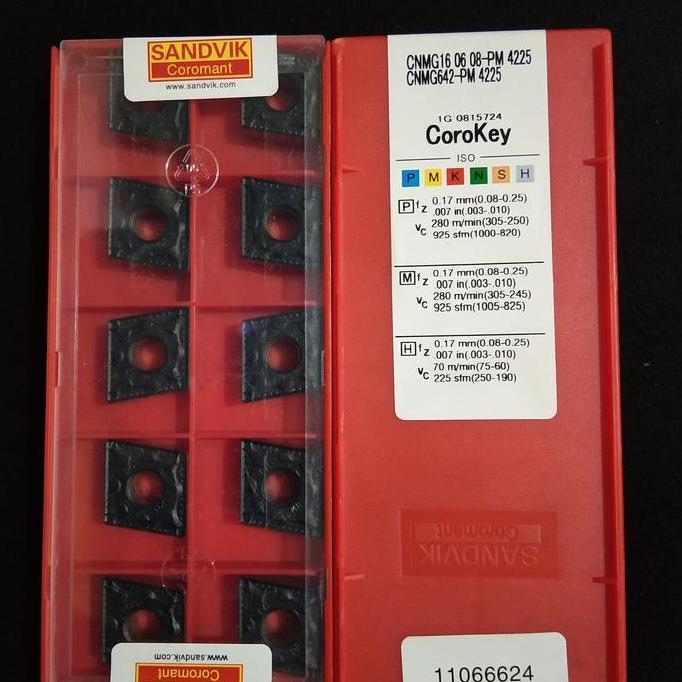 SANDVIK
Coromant
www.sandvik.com
CNMG16 06 08-PM 4225
CNMG642-PM 4225
1G 0815724
CoroKey
ISO
P M K N S H
P fz 0.17 mm(0.08-0.25)
.007 in(.003-.010)
vc 280 m/min(305-250)
925 sfm(1000-820)
M fz 0.17 mm(0.08-0.25)
.007 in(.003-.010)
vc 280 m/min(305-245)
925 sfm(1005-825)
H fz 0.17 mm(0.08-0.25)
.007 in(.003-.010)
vc 70 m/min(75-60)
225 sfm(250-190)
SANDVIK
Coromant
www.sandvik.com
Coromant
11066624